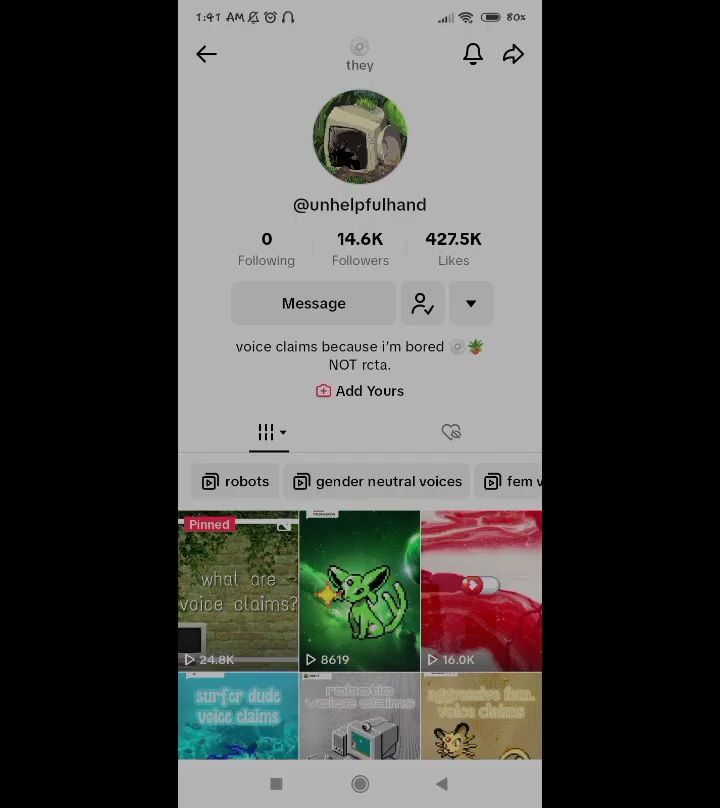 1:41 AM
80%
they
@unhelpfulhand
0 14.6K 427.5K
Following Followers Likes
Message
voice claims because i'm bored
NOT rcta.
Add Yours
robots gender neutral voices fem v
Pinned
what are
voice claims?
24.8K 8619 16.0K
surfer dude
voice claims
robotic
voice claims
aggressive fem.
voice claims